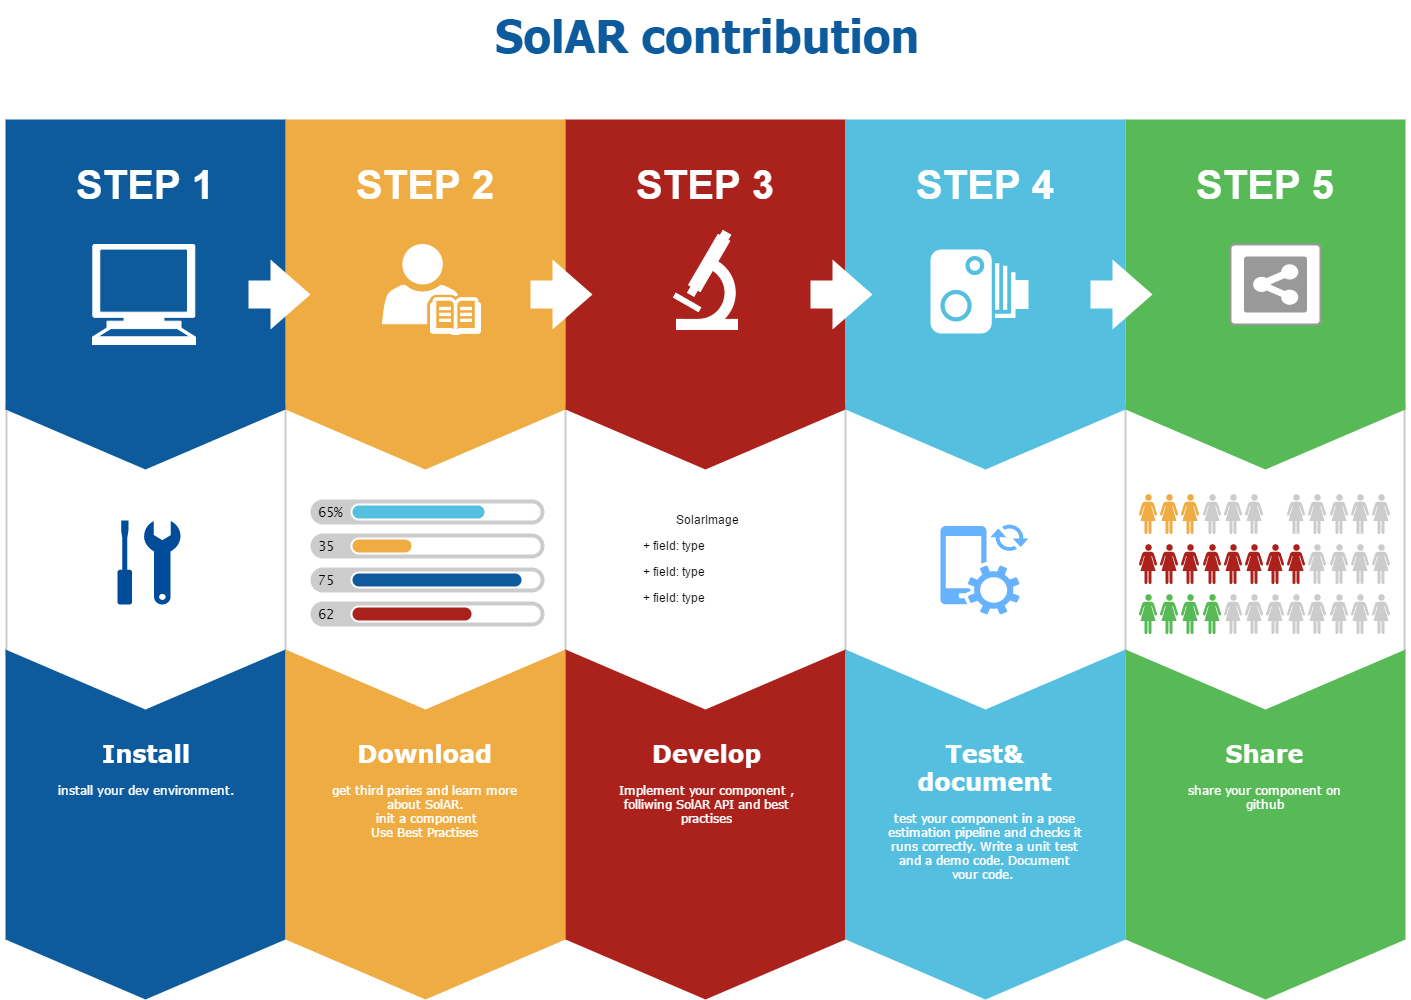 SolAR contribution
STEP 1
STEP 2
STEP 3
STEP 4
STEP 5
65%
35
75
62
SolarImage
+ field: type
+ field: type
+ field: type
Install
install your dev environment.
Download
get third paries and learn more
about SolAR.
init a component
Use Best Practises
Develop
Implement your component ,
folliwing SolAR API and best
practises
Test&
document
test your component in a pose
estimation pipeline and checks it
runs correctly. Write a unit test
and a demo code. Document
your code.
Share
share your component on
github